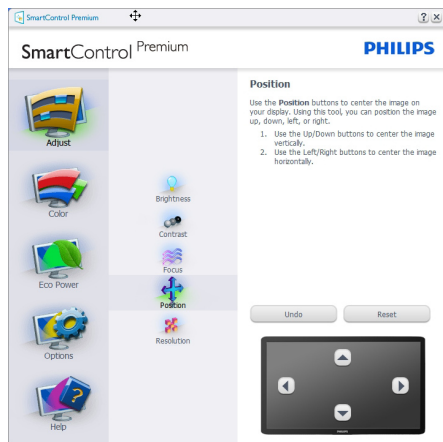 SmartControl Premium
SmartControl Premium
PHILIPS
Adjust
Color
Eco Power
Options
Help
Brightness
Contrast
Focus
Position
Resolution
Position
Use the Position buttons to center the image on
your display. Using this tool, you can position the image
up, down, left, or right.
1. Use the Up/Down buttons to center the image
vertically.
2. Use the Left/Right buttons to center the image
horizontally.
Undo
Reset
PHILIPS